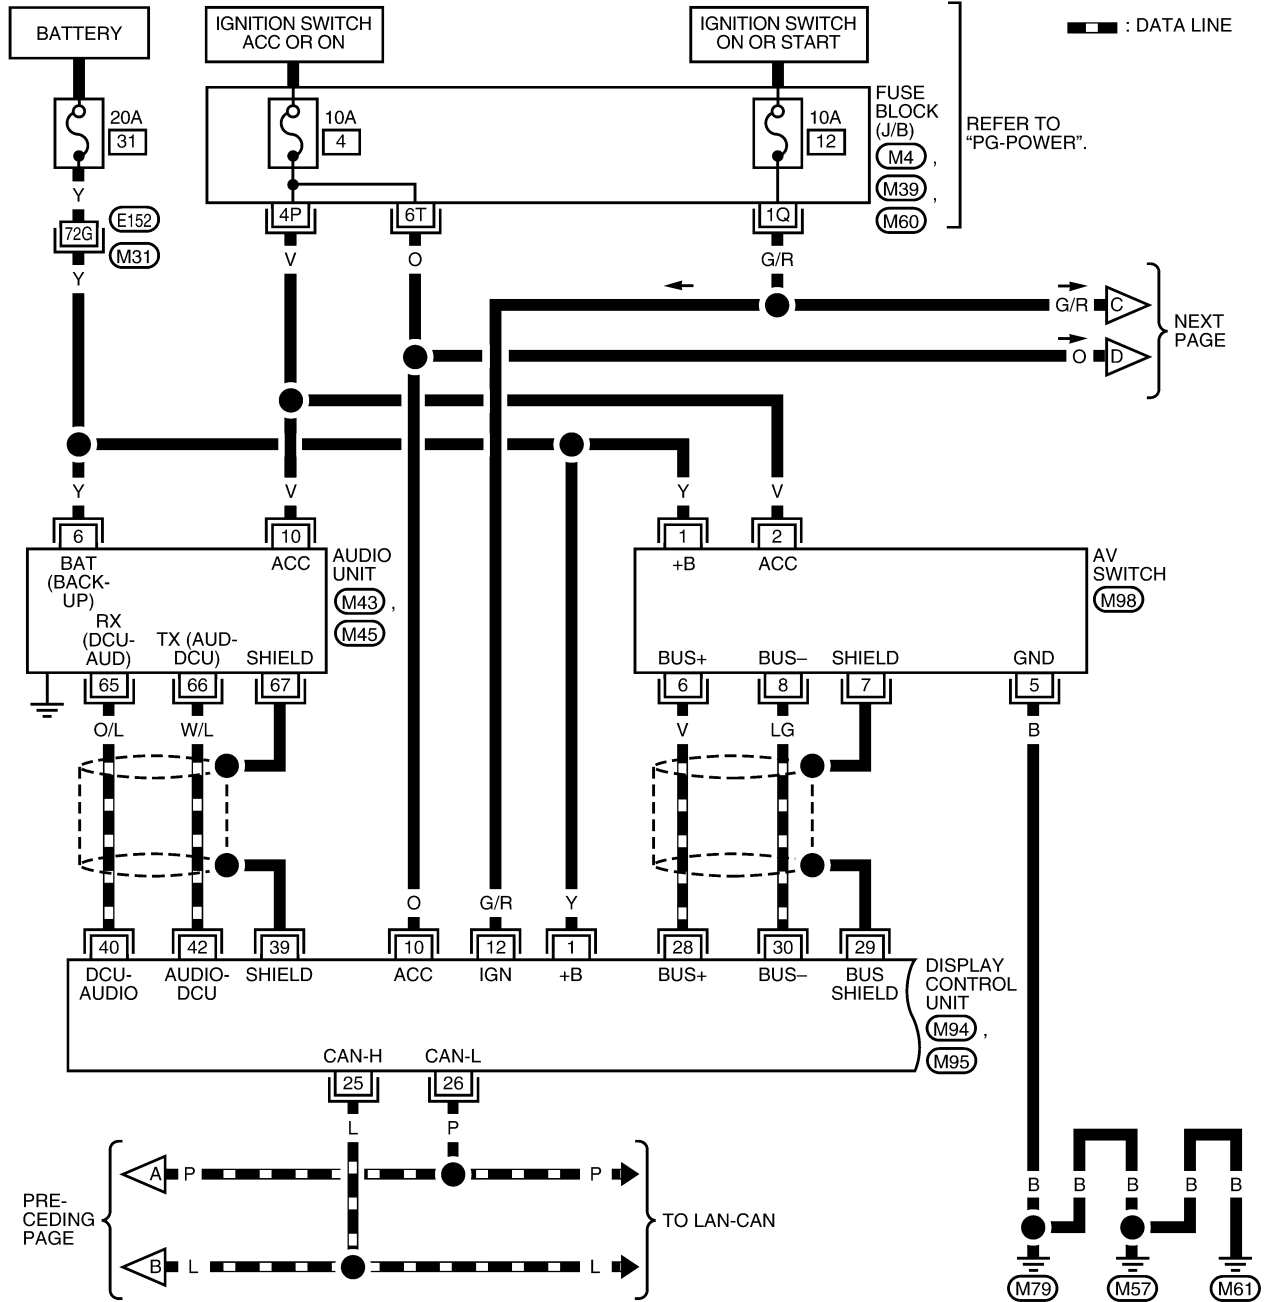 BATTERY
IGNITION SWITCH
ACC OR ON
IGNITION SWITCH
ON OR START
: DATA LINE
20A
31
10A
4
10A
12
FUSE
BLOCK
(J/B)
M4 ,
M39 ,
M60
REFER TO
"PG-POWER".
Y
72G
E152
M31
Y
4P
6T
1Q
V
O
G/R
G/R
C
O
D
NEXT
PAGE
Y
V
Y
V
6
10
1
2
BAT
(BACK-
UP)
ACC
RX
(DCU-
AUD)
TX (AUD-
DCU)
SHIELD
AUDIO
UNIT
M43 ,
M45
+B
ACC
BUS+
BUS–
SHIELD
GND
AV
SWITCH
M98
65
66
67
6
8
7
5
O/L
W/L
V
LG
B
O
G/R
Y
40
42
39
10
12
1
28
30
29
DCU-
AUDIO
AUDIO-
DCU
SHIELD
ACC
IGN
+B
BUS+
BUS–
BUS
SHIELD
DISPLAY
CONTROL
UNIT
M94 ,
M95
CAN-H
CAN-L
25
26
L
P
PRE-
CEDING
PAGE
A
P
P
B
L
L
TO LAN-CAN
B
B
B
B
B
M79
M57
M61